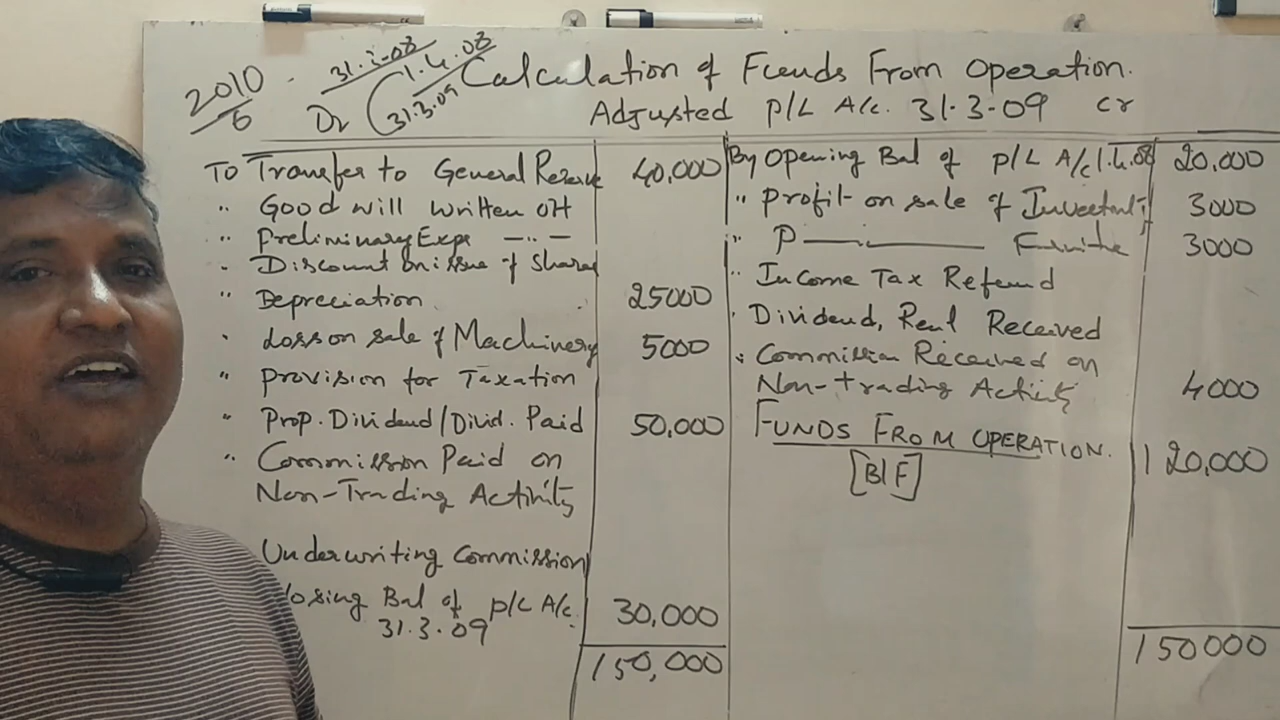 2010/6
31.3.08
1.4.08
31.3.09
Calculation of Funds From Operation.
Dr Adjusted P/L A/c. 31.3.09 Cr
To Transfer to General Reserve 40,000
" Good will written off
" Preliminary Exps —"—
" Discount on issue of Shares
" Depreciation 25000
" Loss on sale of Machinery 5000
" Provision for Taxation
" Prop. Dividend/Divid. Paid 50,000
" Commission Paid on
Non-Trading Activity
Underwriting Commission
losing Bal of P/L A/c.
31.3.09 30,000
150,000
By Opening Bal of P/L A/c 1.4.08 20,000
" Profit on sale of 3000
" P —"— Furniture 3000
" Income Tax Refund
" Dividend, Rent Received
" Commission Received on
Non-trading Activity 4000
FUNDS FROM OPERATION. 120,000
[B/F]
150000